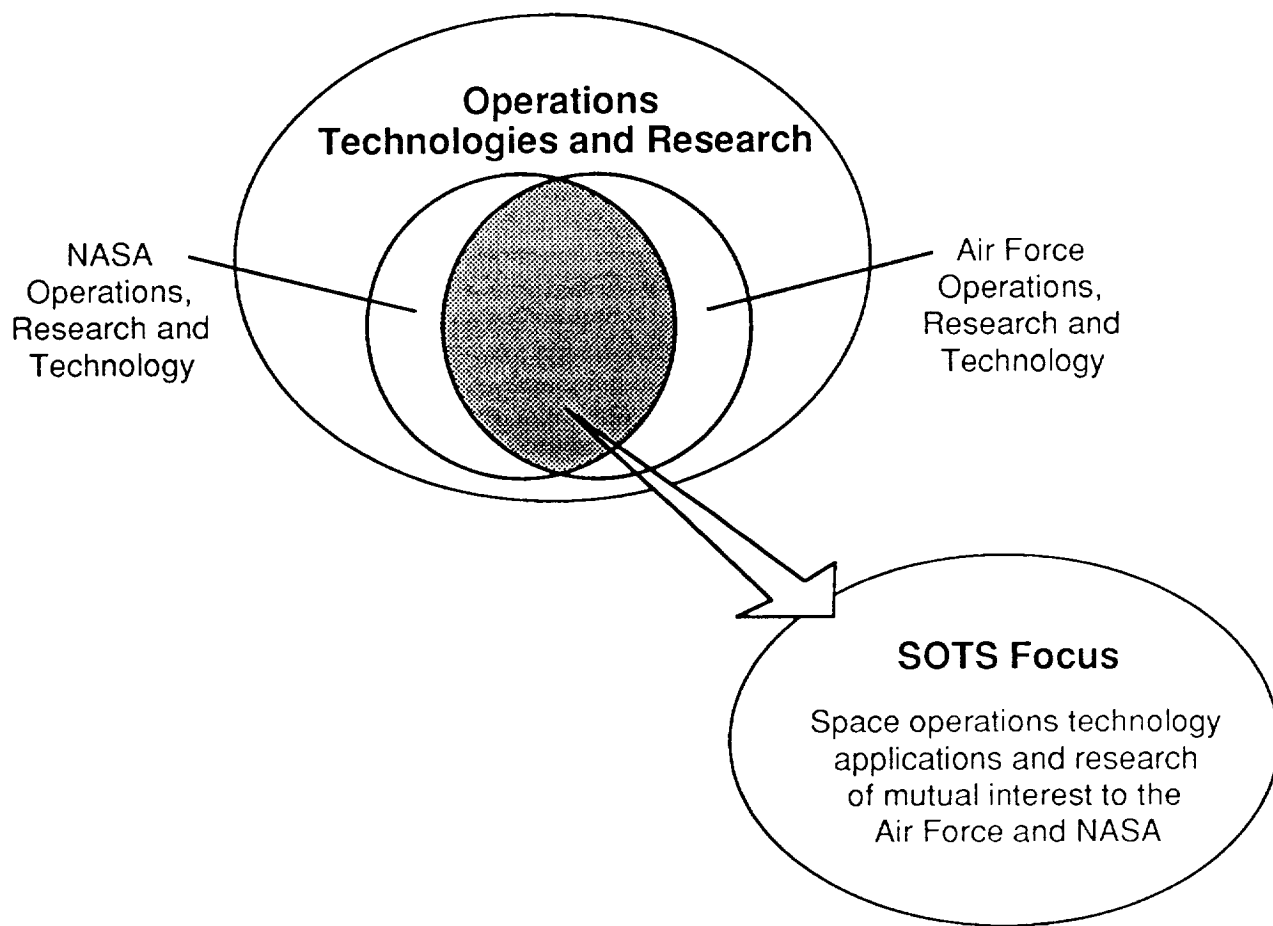 Operations
Technologies and Research
NASA
Operations,
Research and
Technology
Air Force
Operations,
Research and
Technology
SOTS Focus
Space operations technology
applications and research
of mutual interest to the
Air Force and NASA